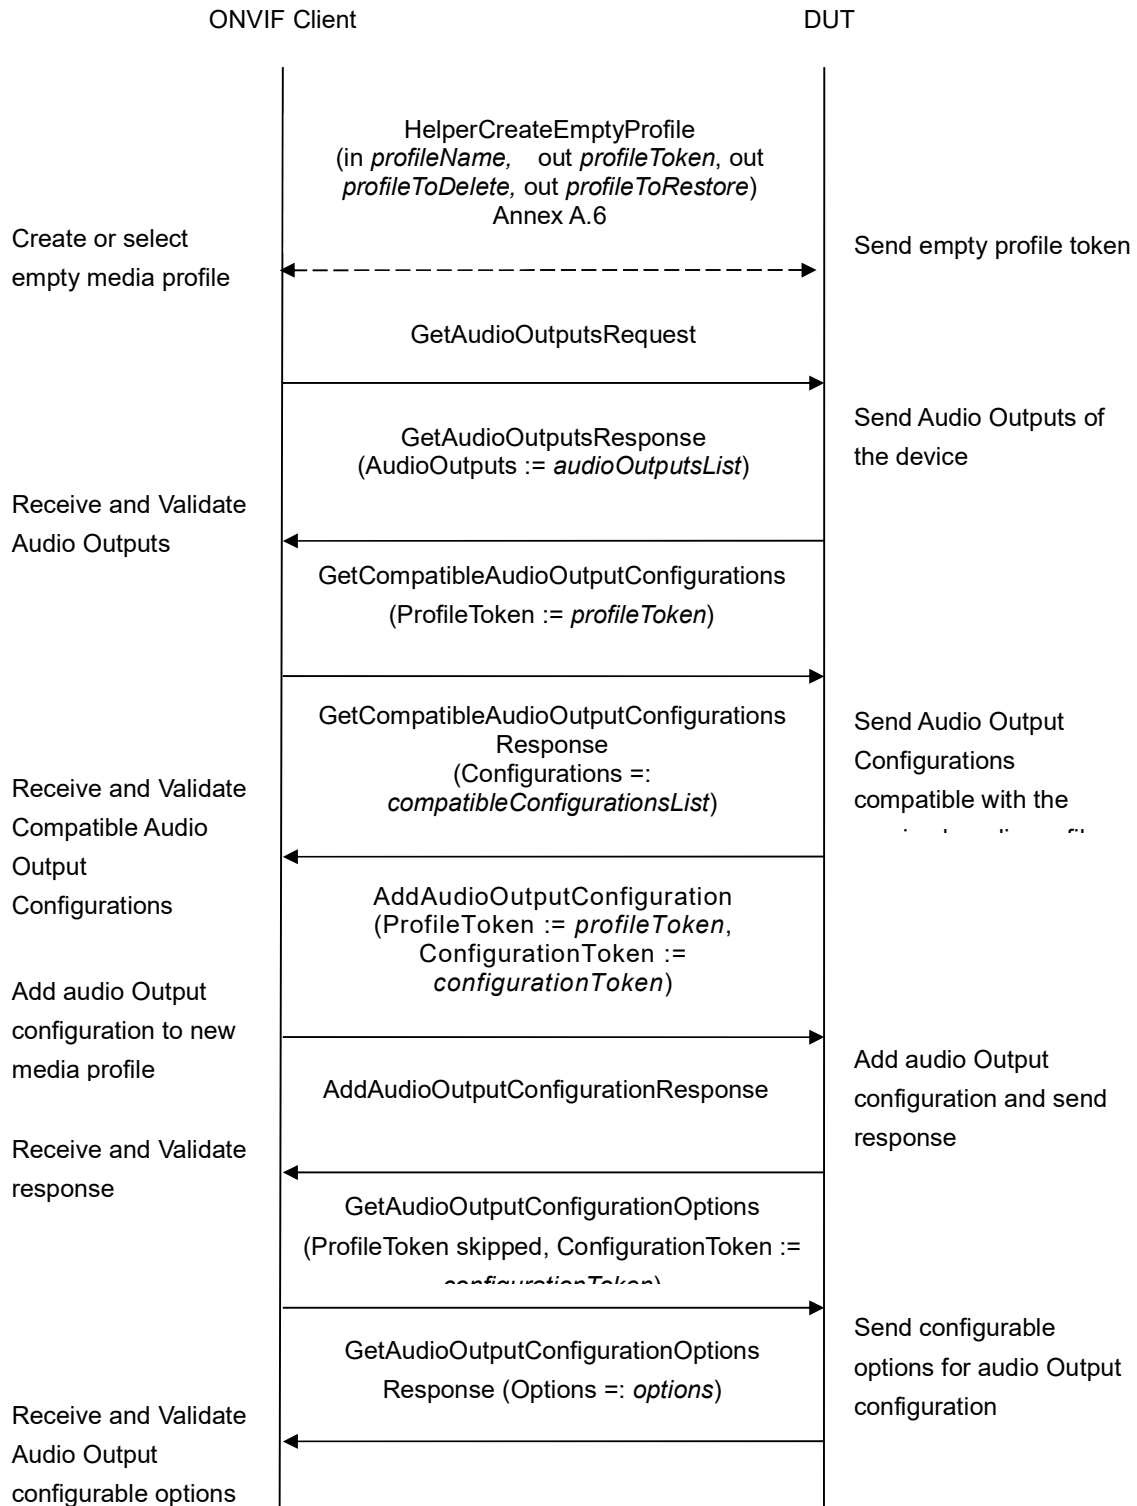 ONVIF Client
DUT
HelperCreateEmptyProfile
(in profileName, out profileToken, out
profileToDelete, out profileToRestore)
Annex A.6
Create or select
empty media profile
Send empty profile token
GetAudioOutputsRequest
Send Audio Outputs of
the device
GetAudioOutputsResponse
(AudioOutputs := audioOutputsList)
Receive and Validate
Audio Outputs
GetCompatibleAudioOutputConfigurations
(ProfileToken := profileToken)
GetCompatibleAudioOutputConfigurations
Response
(Configurations =:
compatibleConfigurationsList)
Send Audio Output
Configurations
compatible with the
Receive and Validate
Compatible Audio
Output
Configurations
AddAudioOutputConfiguration
(ProfileToken := profileToken,
ConfigurationToken :=
configurationToken)
Add audio Output
configuration to new
media profile
Add audio Output
configuration and send
response
AddAudioOutputConfigurationResponse
Receive and Validate
response
GetAudioOutputConfigurationOptions
(ProfileToken skipped, ConfigurationToken :=
configurationToken)
Send configurable
options for audio Output
configuration
GetAudioOutputConfigurationOptions
Response (Options =: options)
Receive and Validate
Audio Output
configurable options